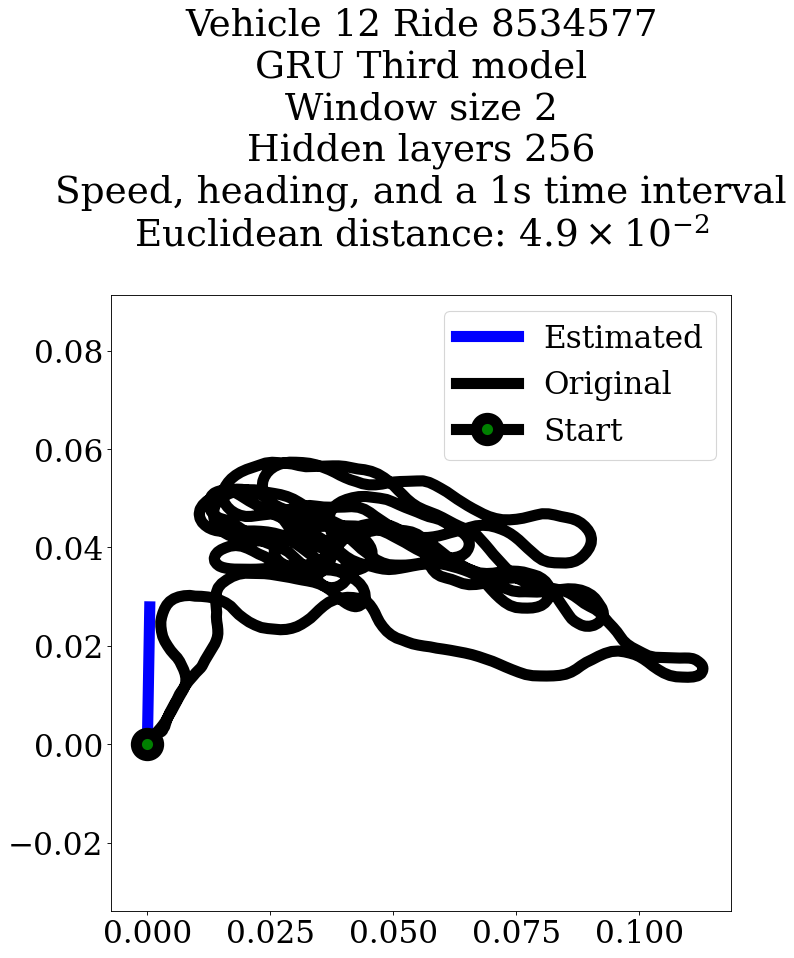 Vehicle 12 Ride 8534577
GRU Third model
Window size 2
Hidden layers 256
Speed, heading, and a 1s time interval
Euclidean distance: 4.9 × 10⁻²
Estimated
Original
Start
0.08
0.06
0.04
0.02
0.00
−0.02
0.000 0.025 0.050 0.075 0.100